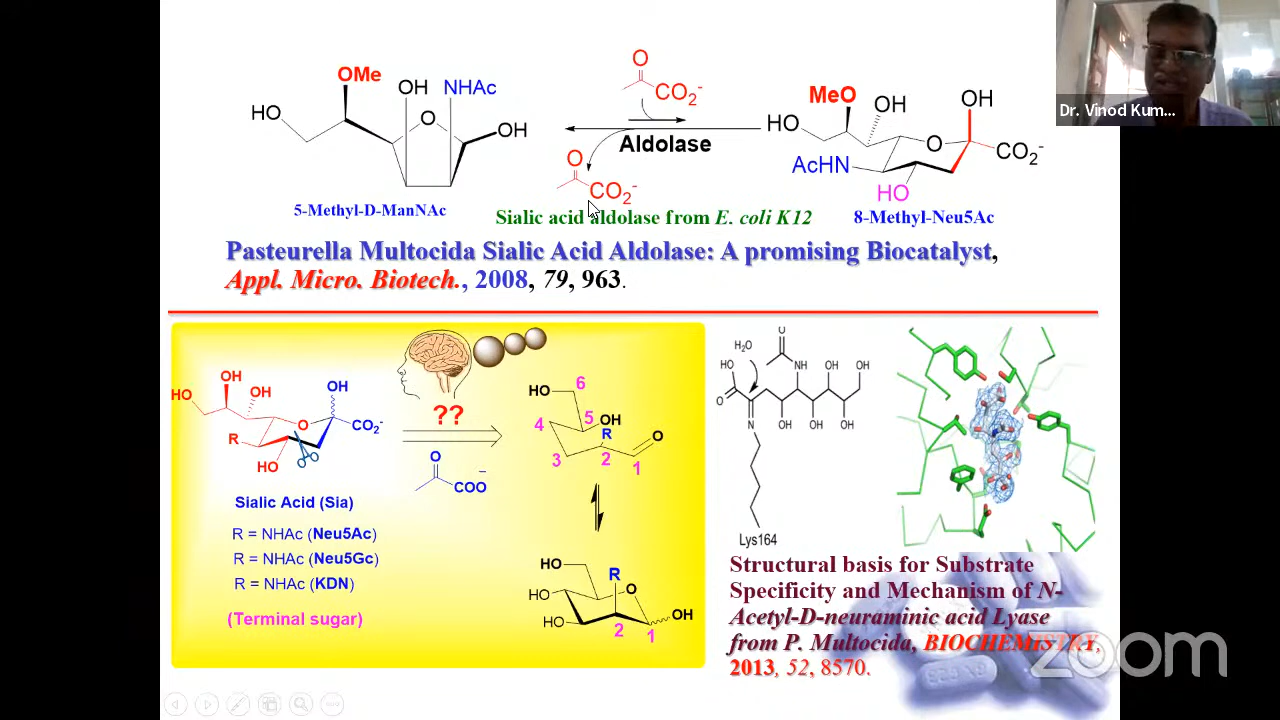 OMe
OH
NHAc
HO
O
OH
5-Methyl-D-ManNAc
O
CO2-
Aldolase
O
CO2-
Sialic acid aldolase from E. coli K12
MeO
OH
OH
HO
O
CO2-
AcHN
HO
8-Methyl-Neu5Ac
Dr. Vinod Kum...
Pasteurella Multocida Sialic Acid Aldolase: A promising Biocatalyst,
Appl. Micro. Biotech., 2008, 79, 963.
OH
HO
OH
OH
O
CO2-
R
HO
Sialic Acid (Sia)
R = NHAc (Neu5Ac)
R = NHAc (Neu5Gc)
R = NHAc (KDN)
(Terminal sugar)
??
O
COO-
HO
6
5
OH
4
R
O
3
2
1
HO
R
HO
O
HO
OH
2
1
O
H2O
HO
NH
OH
OH
O
N
OH
OH
OH
Lys164
Structural basis for Substrate
Specificity and Mechanism of N-
Acetyl-D-neuraminic acid Lyase
from P. Multocida, BIOCHEMISTRY,
2013, 52, 8570.
zoom